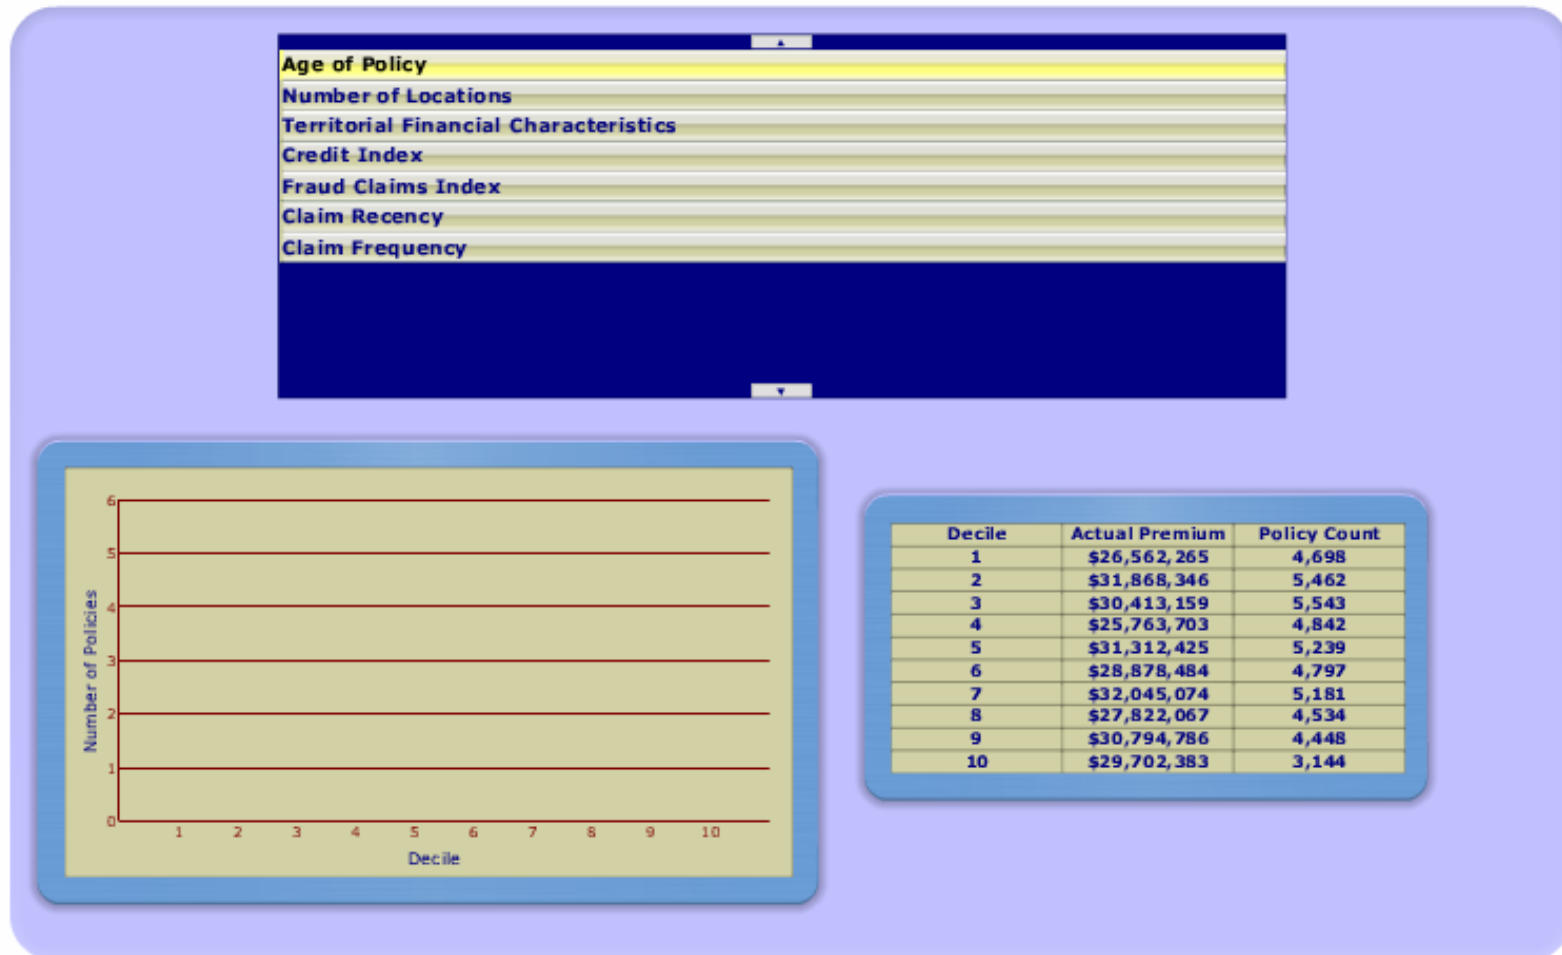 ▲
Age of Policy
Number of Locations
Territorial Financial Characteristics
Credit Index
Fraud Claims Index
Claim Recency
Claim Frequency
▼
Number of Policies
6
5
4
3
2
1
0
1 2 3 4 5 6 7 8 9 10
Decile
Decile Actual Premium Policy Count
1 $26,562,265 4,698
2 $31,868,346 5,462
3 $30,413,159 5,543
4 $25,763,703 4,842
5 $31,312,425 5,239
6 $28,878,484 4,797
7 $32,045,074 5,181
8 $27,822,067 4,534
9 $30,794,786 4,448
10 $29,702,383 3,144